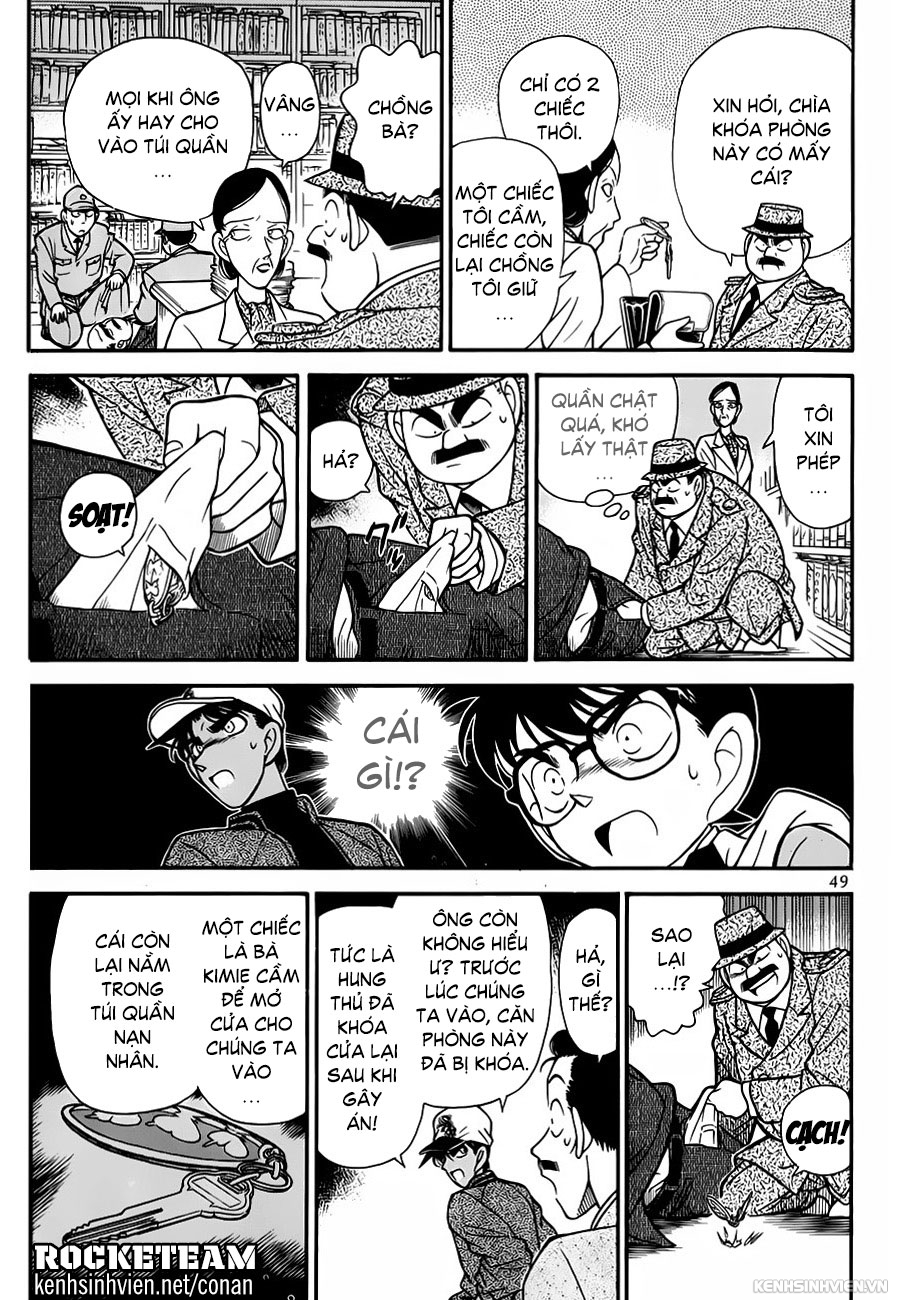 XIN HỎI, CHÌA
KHÓA PHÒNG
NÀY CÓ MẤY
CÁI?
CHỈ CÓ 2
CHIẾC
THÔI.
MỘT CHIẾC
TÔI CẦM,
CHIẾC CÒN
LẠI CHỒNG
TÔI GIỮ
CHỒNG
BÀ?
VÂNG
...
MỌI KHI ÔNG
ẤY HAY CHO
VÀO TÚI QUẦN
...
TÔI
XIN
PHÉP
...
QUẦN CHẬT
QUÁ, KHÓ
LẤY THẬT
...
HẢ?
SOẠT!
CÁI
GÌ!?
49
SAO
LẠI
...!?
CẠCH!
HẢ,
GÌ
THẾ?
ÔNG CÒN
KHÔNG HIỂU
Ư? TRƯỚC
LÚC CHÚNG
TA VÀO, CĂN
PHÒNG NÀY
ĐÃ BỊ KHÓA.
TỨC LÀ
HUNG
THỦ ĐÃ
KHÓA
CỬA LẠI
SAU KHI
GÂY
ÁN!
MỘT CHIẾC
LÀ BÀ
KIMIE CẦM
ĐỂ MỞ
CỬA CHO
CHÚNG TA
VÀO
...
CÁI CÒN
LẠI NẰM
TRONG
TÚI QUẦN
NẠN
NHÂN.
ROCKETEAM
kenhsinhvien.net/conan
KENHSINHVIEN.VN